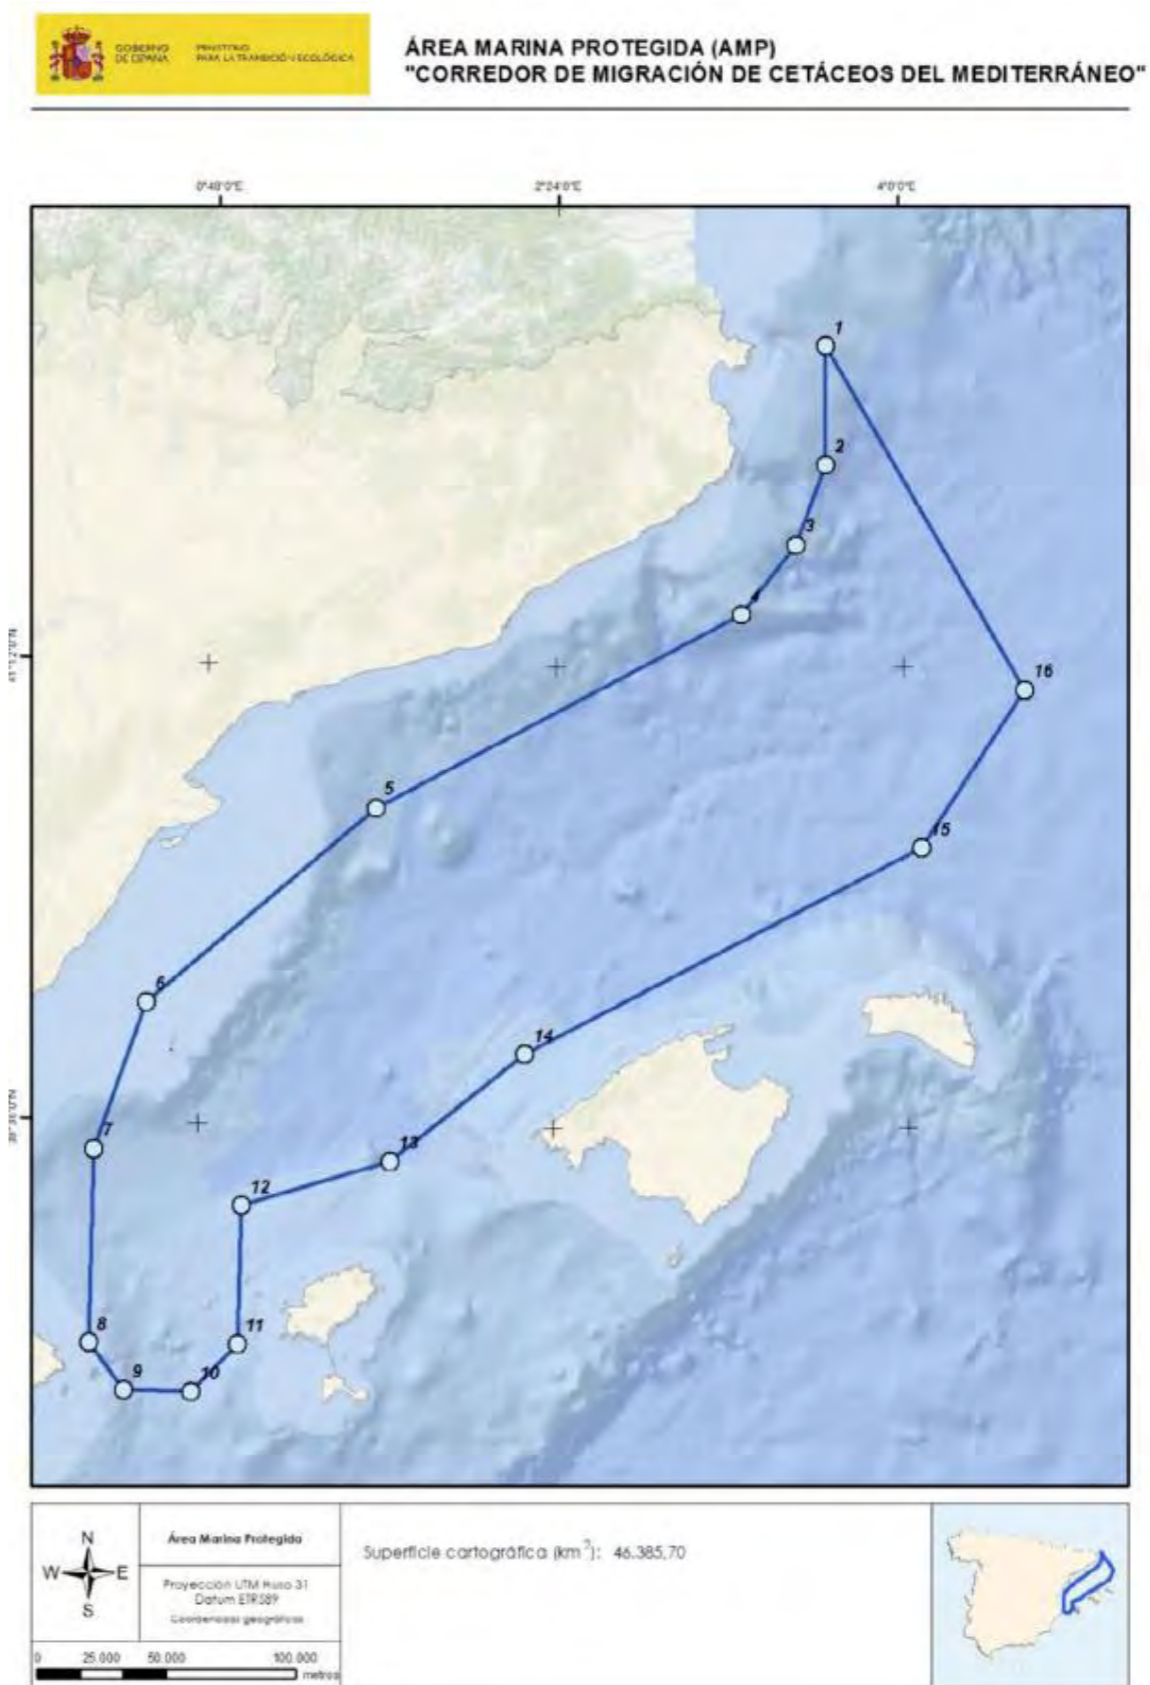 GOBIERNO
DE ESPAÑA
MINISTERIO
PARA LA TRANSICIÓN ECOLÓGICA
ÁREA MARINA PROTEGIDA (AMP)
"CORREDOR DE MIGRACIÓN DE CETÁCEOS DEL MEDITERRÁNEO"
0°48'0"E
2°24'0"E
4°0'0"E
1
2
3
4
41°12'0"N
16
5
15
6
14
7
13
12
8
11
9
10
N
W
E
S
Área Marina Protegida
Proyección UTM Huso 31
Datum ETRS89
Coordenadas geográficas
Superficie cartográfica (km²): 46.385,70
0 25.000 50.000 100.000
metros